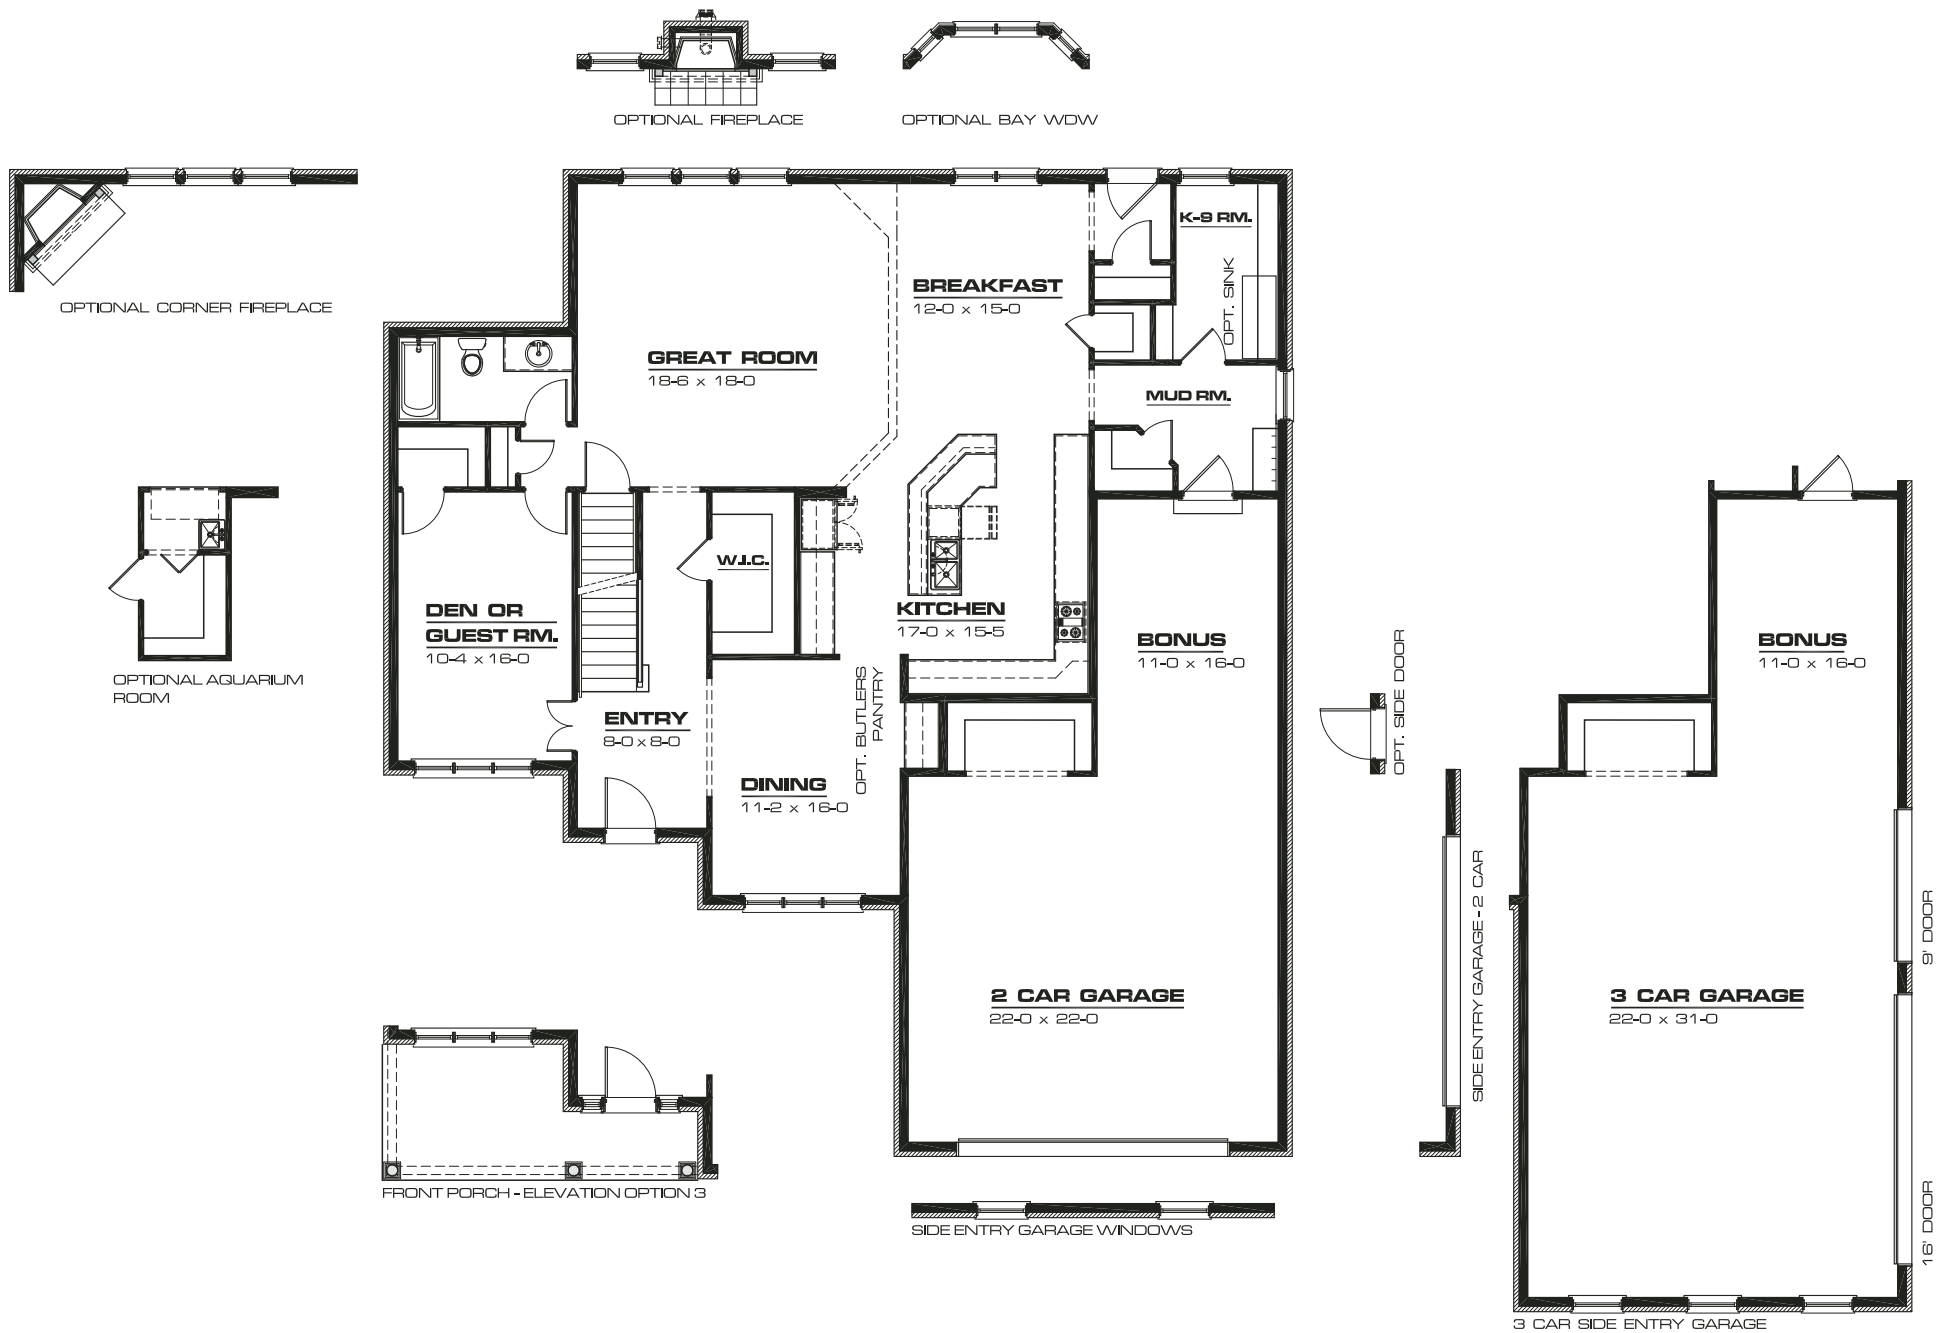 OPTIONAL FIREPLACE
OPTIONAL BAY WDW
OPTIONAL CORNER FIREPLACE
K-9 RM.
OPT. SINK
BREAKFAST
12-0 x 15-0
GREAT ROOM
18-6 x 18-0
MUD RM.
W.I.C.
DEN OR
GUEST RM.
10-4 x 16-0
KITCHEN
17-0 x 15-5
BONUS
11-0 x 16-0
BONUS
11-0 x 16-0
OPTIONAL AQUARIUM
ROOM
ENTRY
8-0 x 8-0
OPT. BUTLERS
PANTRY
OPT. SIDE DOOR
DINING
11-2 x 16-0
SIDE ENTRY GARAGE - 2 CAR
9' DOOR
2 CAR GARAGE
22-0 x 22-0
3 CAR GARAGE
22-0 x 31-0
16' DOOR
FRONT PORCH - ELEVATION OPTION 3
SIDE ENTRY GARAGE WINDOWS
3 CAR SIDE ENTRY GARAGE